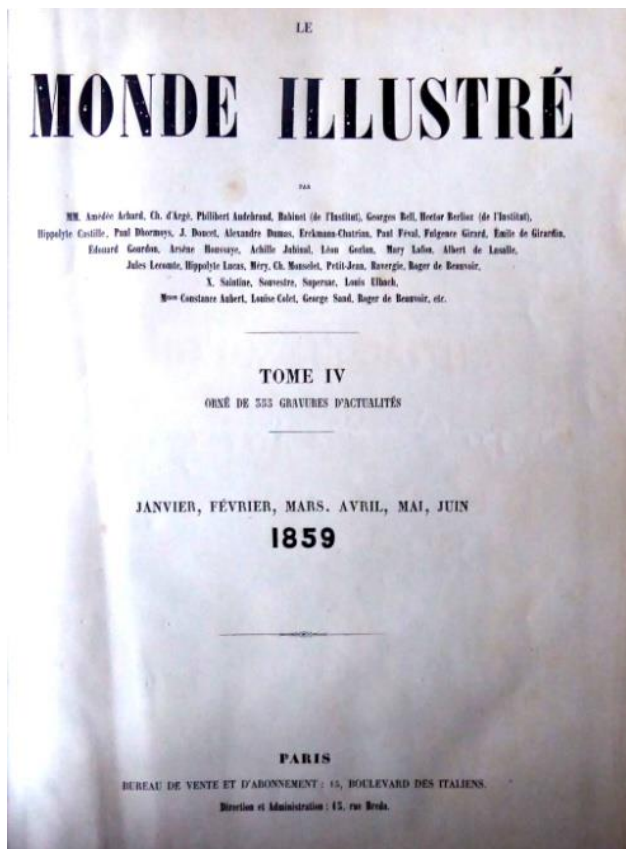 LE
MONDE ILLUSTRÉ
PAR
MM. Amédée Achard, Ch. d'Argé, Philibert Audebrand, Babinet (de l'Institut), Georges Bell, Hector Berlioz (de l'Institut),
Hippolyte Castille, Paul Dhormoys, J. Doucet, Alexandre Dumas, Erckmann-Chatrian, Paul Féval, Fulgence Girard, Émile de Girardin,
Édouard Gourdon, Arsène Houssaye, Achille Jubinal, Léon Gozlan, Mary Lafon, Albert de Lasalle,
Jules Lecomte, Hippolyte Lucas, Méry, Ch. Monselet, Petit-Jean, Ravergie, Roger de Beauvoir,
X. Saintine, Souvestre, Supersac, Louis Ulbach,
Mmes Constance Aubert, Louise Colet, George Sand, Roger de Beauvoir, etc.
TOME IV
ORNÉ DE 333 GRAVURES D'ACTUALITÉS
JANVIER, FÉVRIER, MARS. AVRIL, MAI, JUIN
1859
PARIS
BUREAU DE VENTE ET D'ABONNEMENT : 15, BOULEVARD DES ITALIENS.
Direction et Administration : 15, rue Breda.